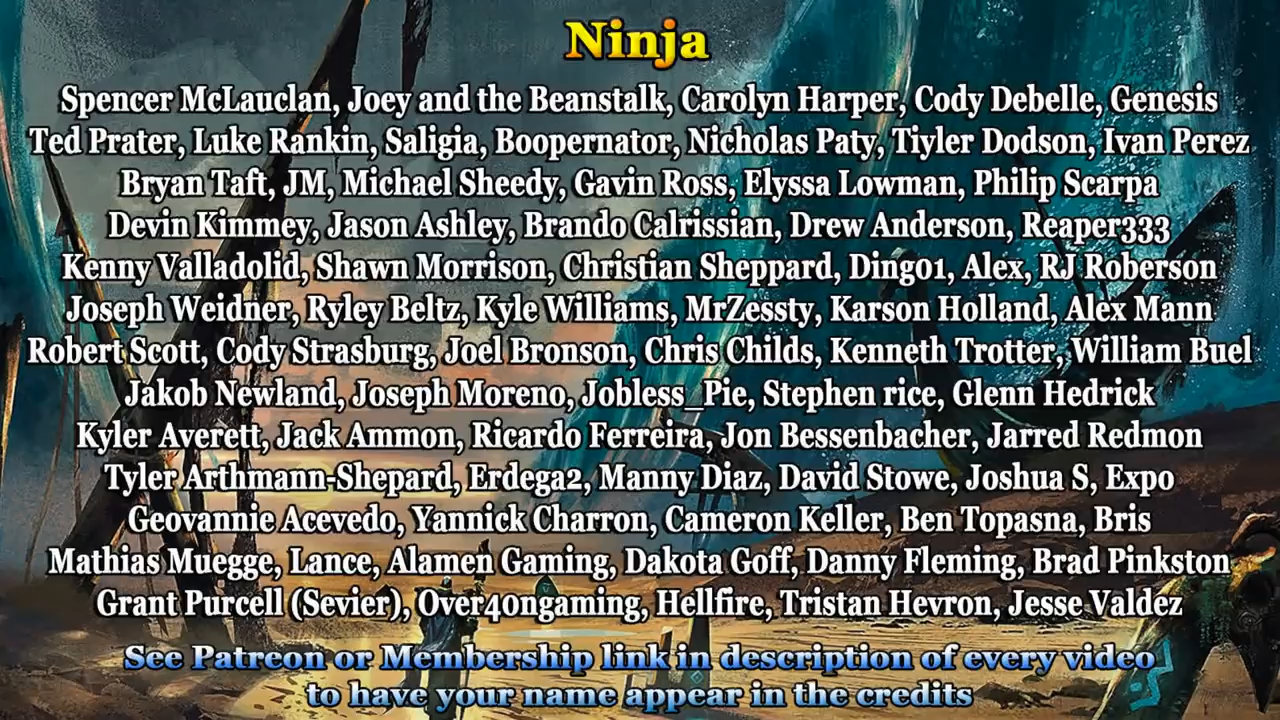 Ninja
Spencer McLauclan, Joey and the Beanstalk, Carolyn Harper, Cody Debelle, Genesis
Ted Prater, Luke Rankin, Saligia, Boopernator, Nicholas Paty, Tiyler Dodson, Ivan Perez
Bryan Taft, JM, Michael Sheedy, Gavin Ross, Elyssa Lowman, Philip Scarpa
Devin Kimmey, Jason Ashley, Brando Calrissian, Drew Anderson, Reaper333
Kenny Valladolid, Shawn Morrison, Christian Sheppard, Ding01, Alex, RJ Roberson
Joseph Weidner, Ryley Beltz, Kyle Williams, MrZessty, Karson Holland, Alex Mann
Robert Scott, Cody Strasburg, Joel Bronson, Chris Childs, Kenneth Trotter, William Buel
Jakob Newland, Joseph Moreno, Jobless_Pie, Stephen rice, Glenn Hedrick
Kyler Averett, Jack Ammon, Ricardo Ferreira, Jon Bessenbacher, Jarred Redmon
Tyler Arthmann-Shepard, Erdega2, Manny Diaz, David Stowe, Joshua S, Expo
Geovannie Acevedo, Yannick Charron, Cameron Keller, Ben Topasna, Bris
Mathias Muegge, Lance, Alamen Gaming, Dakota Goff, Danny Fleming, Brad Pinkston
Grant Purcell (Sevier), Over40ngaming, Hellfire, Tristan Hevron, Jesse Valdez
See Patreon or Membership link in description of every video
to have your name appear in the credits